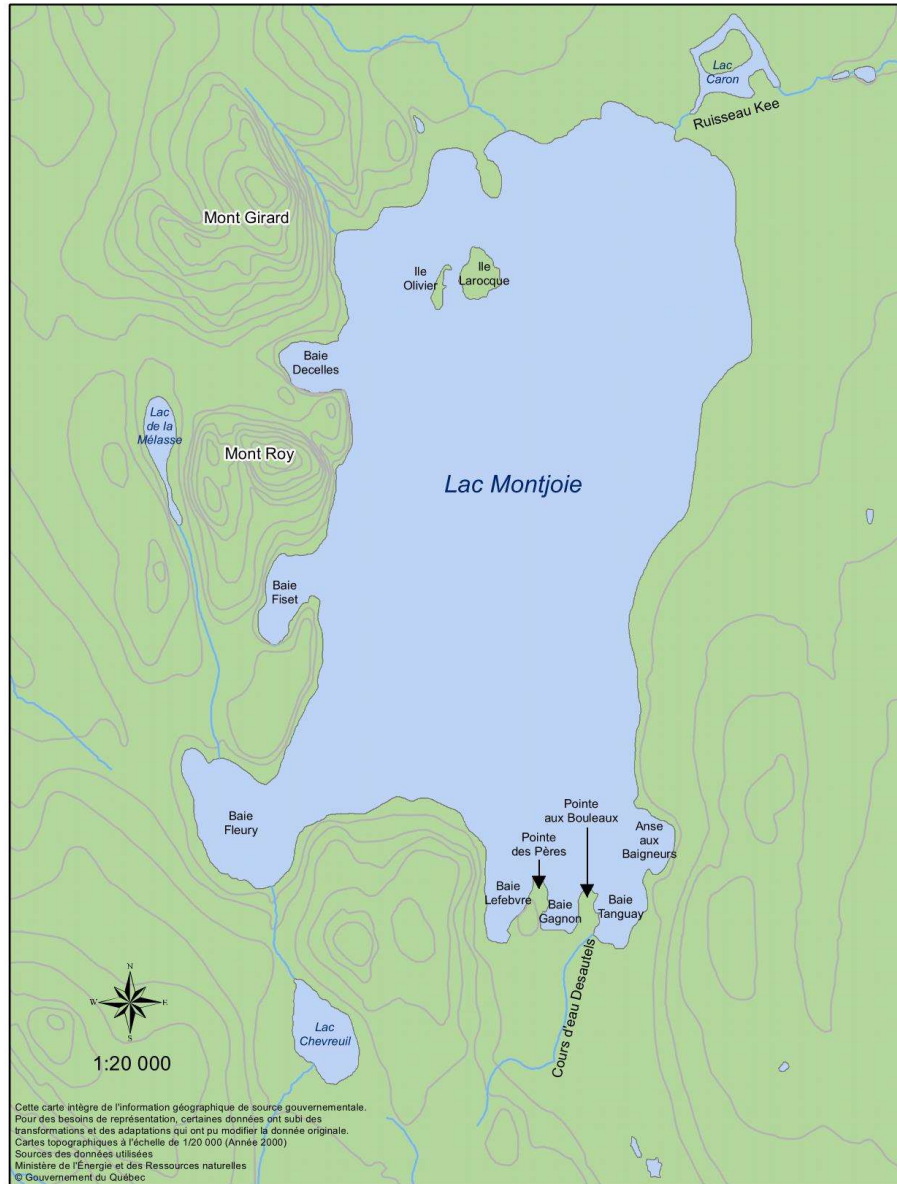 Lac
Caron
Ruisseau Kee
Mont Girard
Ile
Olivier
Ile
Larocque
Baie
Decelles
Lac
de la
Mélasse
Mont Roy
Lac Montjoie
Baie
Fiset
Baie
Fleury
Pointe
aux Bouleaux
Pointe
des Pères
Anse
aux
Baigneurs
Baie
Lefebvre
Baie
Gagnon
Baie
Tanguay
Cours d'eau Desautels
N
W
E
S
Lac
Chevreuil
1:20 000
Cette carte intègre de l'information géographique de source gouvernementale.
Pour des besoins de représentation, certaines données ont subi des
transformations et des adaptations qui ont pu modifier la donnée originale.
Cartes topographiques à l'échelle de 1/20 000 (Année 2000)
Sources des données utilisées
Ministère de l'Énergie et des Ressources naturelles
© Gouvernement du Québec